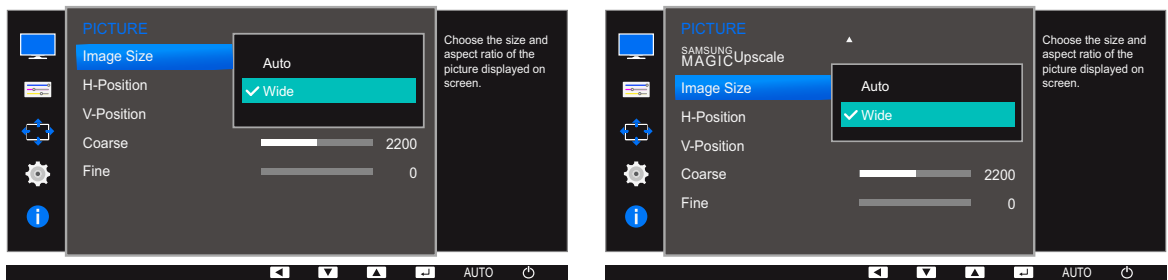 PICTURE
Image Size
Auto
Wide
H-Position
V-Position
Coarse 2200
Fine 0
Choose the size and
aspect ratio of the
picture displayed on
screen.
AUTO
PICTURE
SAMSUNG
MAGIC Upscale
Image Size
Auto
Wide
H-Position
V-Position
Coarse 2200
Fine 0
Choose the size and
aspect ratio of the
picture displayed on
screen.
AUTO